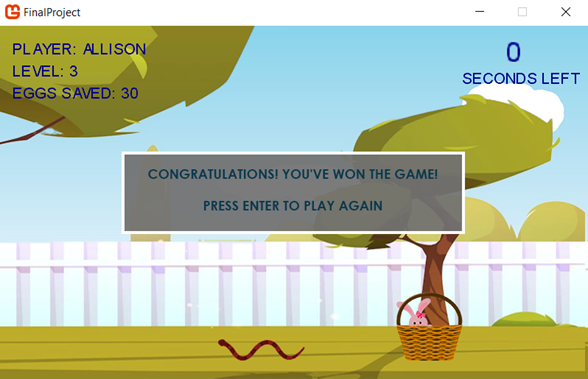 FinalProject
PLAYER: ALLISON
LEVEL: 3
EGGS SAVED: 30
0
SECONDS LEFT
CONGRATULATIONS! YOU'VE WON THE GAME!
PRESS ENTER TO PLAY AGAIN